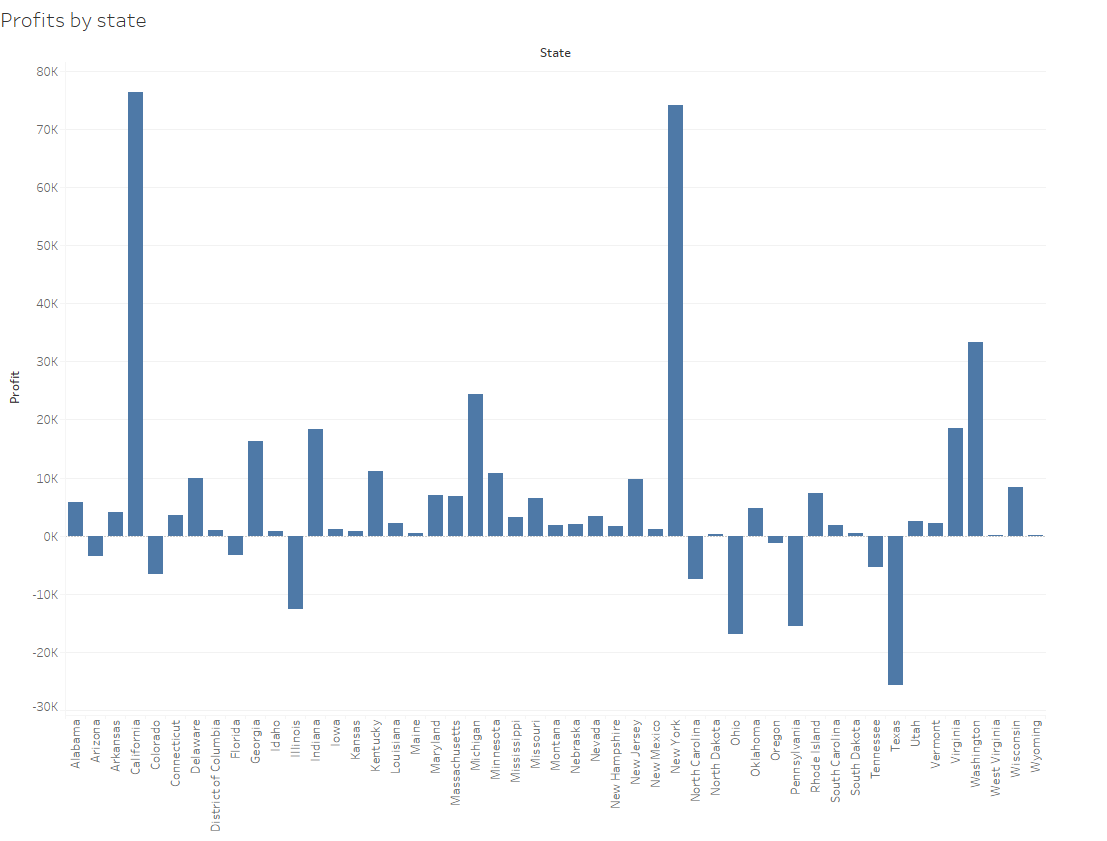 Profits by state
State
80K
70K
60K
50K
40K
30K
20K
10K
0K
-10K
-20K
-30K
Profit
Alabama
Arizona
Arkansas
California
Colorado
Connecticut
Delaware
District of Columbia
Florida
Georgia
Idaho
Illinois
Indiana
Iowa
Kansas
Kentucky
Louisiana
Maine
Maryland
Massachusetts
Michigan
Minnesota
Mississippi
Missouri
Montana
Nebraska
Nevada
New Hampshire
New Jersey
New Mexico
New York
North Carolina
North Dakota
Ohio
Oklahoma
Oregon
Pennsylvania
Rhode Island
South Carolina
South Dakota
Tennessee
Texas
Utah
Vermont
Virginia
Washington
West Virginia
Wisconsin
Wyoming